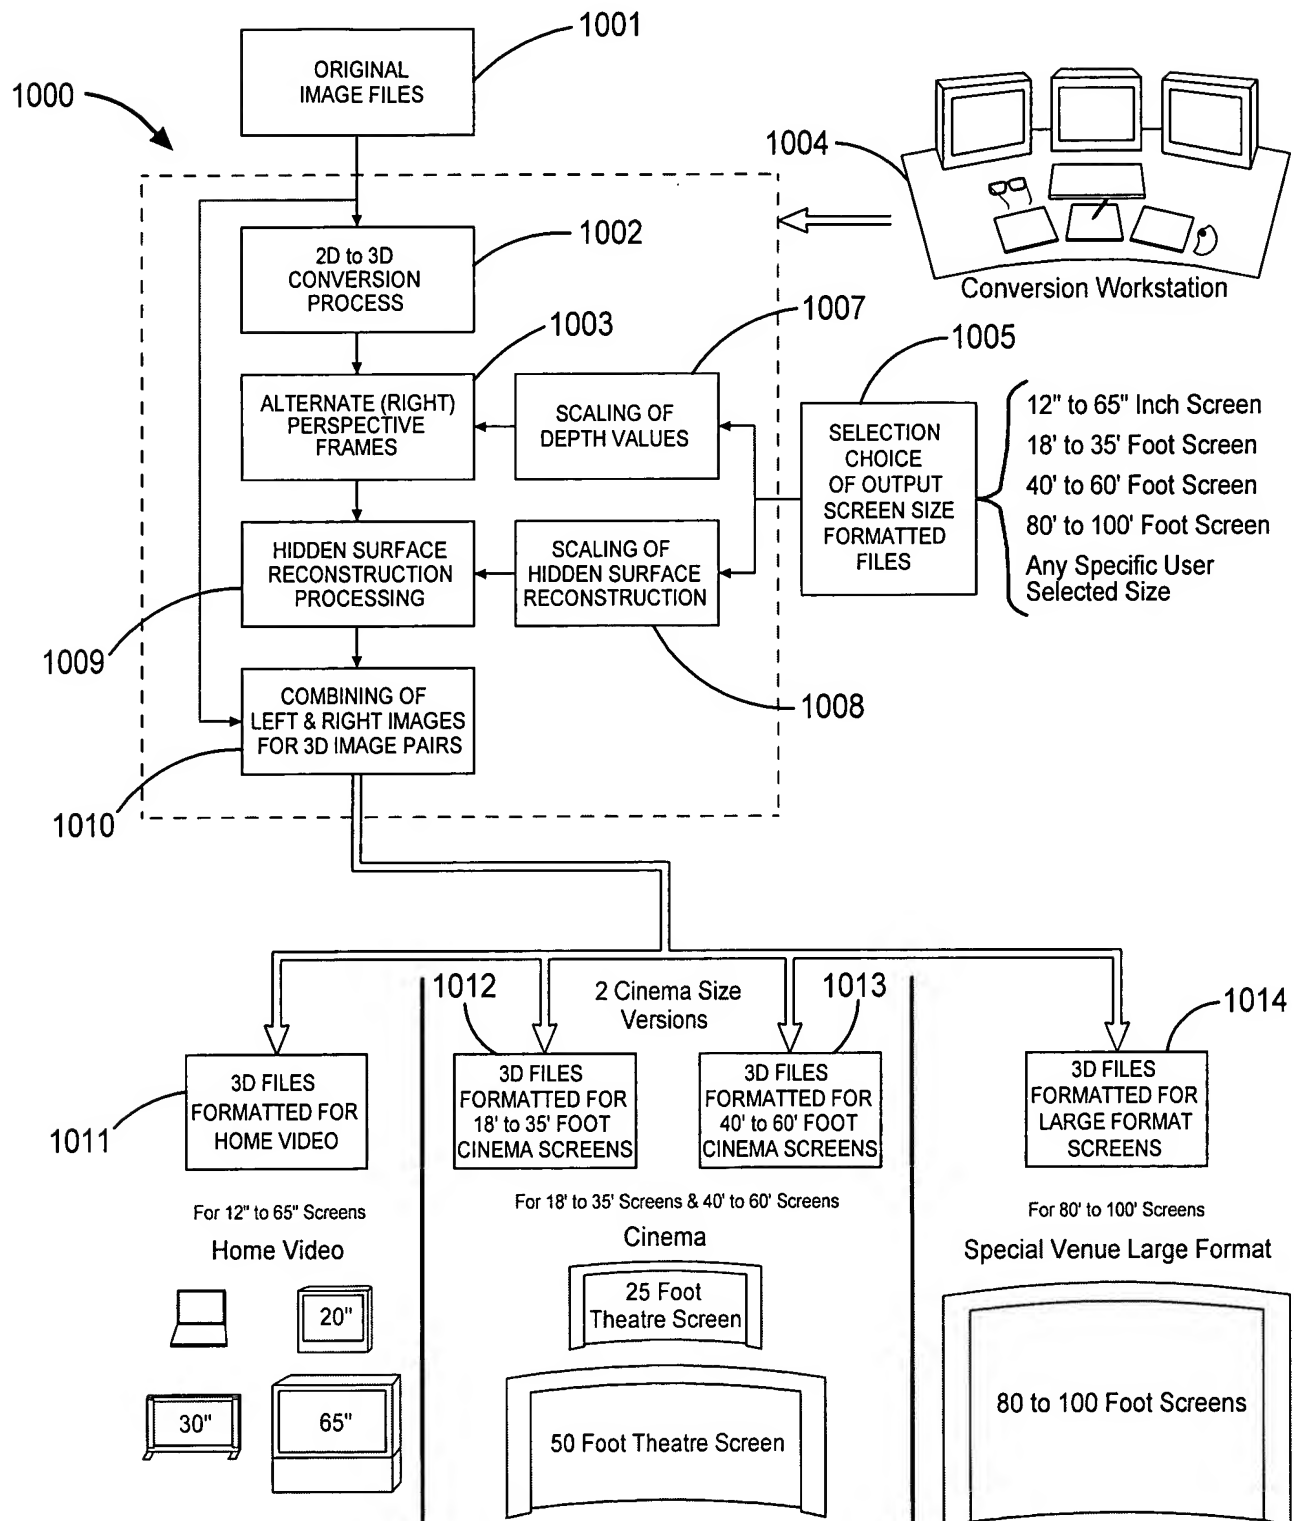 1001
ORIGINAL
IMAGE FILES
1000
1004
1002
2D to 3D
CONVERSION
PROCESS
Conversion Workstation
1007
1003
1005
ALTERNATE (RIGHT)
PERSPECTIVE
FRAMES
SCALING OF
DEPTH VALUES
SELECTION
CHOICE
OF OUTPUT
SCREEN SIZE
FORMATTED
FILES
12" to 65" Inch Screen
18' to 35' Foot Screen
40' to 60' Foot Screen
80' to 100' Foot Screen
Any Specific User
Selected Size
HIDDEN SURFACE
RECONSTRUCTION
PROCESSING
SCALING OF
HIDDEN SURFACE
RECONSTRUCTION
1009
1008
COMBINING OF
LEFT & RIGHT IMAGES
FOR 3D IMAGE PAIRS
1010
1012
2 Cinema Size
Versions
1013
1014
3D FILES
FORMATTED FOR
HOME VIDEO
3D FILES
FORMATTED FOR
18' to 35' FOOT
CINEMA SCREENS
3D FILES
FORMATTED FOR
40' to 60' FOOT
CINEMA SCREENS
3D FILES
FORMATTED FOR
LARGE FORMAT
SCREENS
1011
For 12" to 65" Screens
Home Video
For 18' to 35' Screens & 40' to 60' Screens
Cinema
For 80' to 100' Screens
Special Venue Large Format
20"
30"
65"
25 Foot
Theatre Screen
50 Foot Theatre Screen
80 to 100 Foot Screens